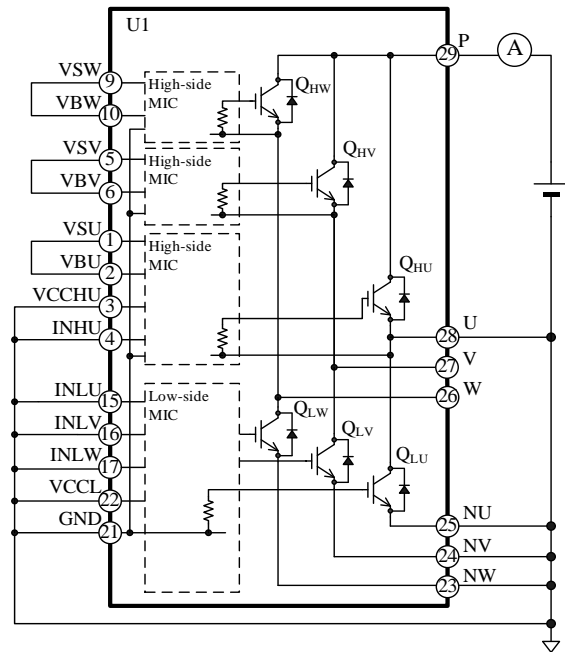 U1
P
29
A
VSW
9
High-side
MIC
QHW
VBW
10
VSV
5
High-side
MIC
QHV
VBV
6
VSU
1
High-side
MIC
VBU
2
QHU
VCCHU
3
INHU
4
U
28
V
27
W
26
INLU
15
Low-side
MIC
QLW
QLV
QLU
INLV
16
INLW
17
VCCL
22
GND
21
25
NU
24
NV
23
NW